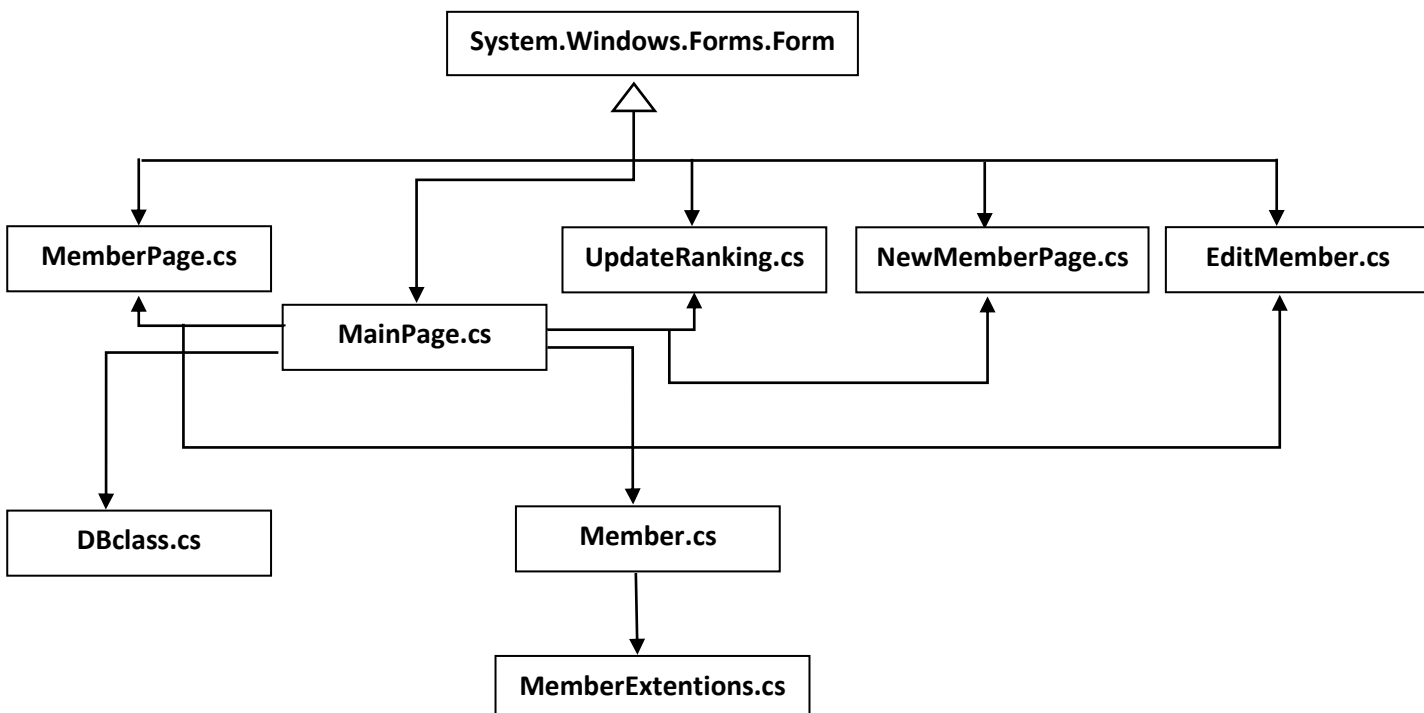 System.Windows.Forms.Form
MemberPage.cs
UpdateRanking.cs
NewMemberPage.cs
EditMember.cs
MainPage.cs
DBclass.cs
Member.cs
MemberExtentions.cs